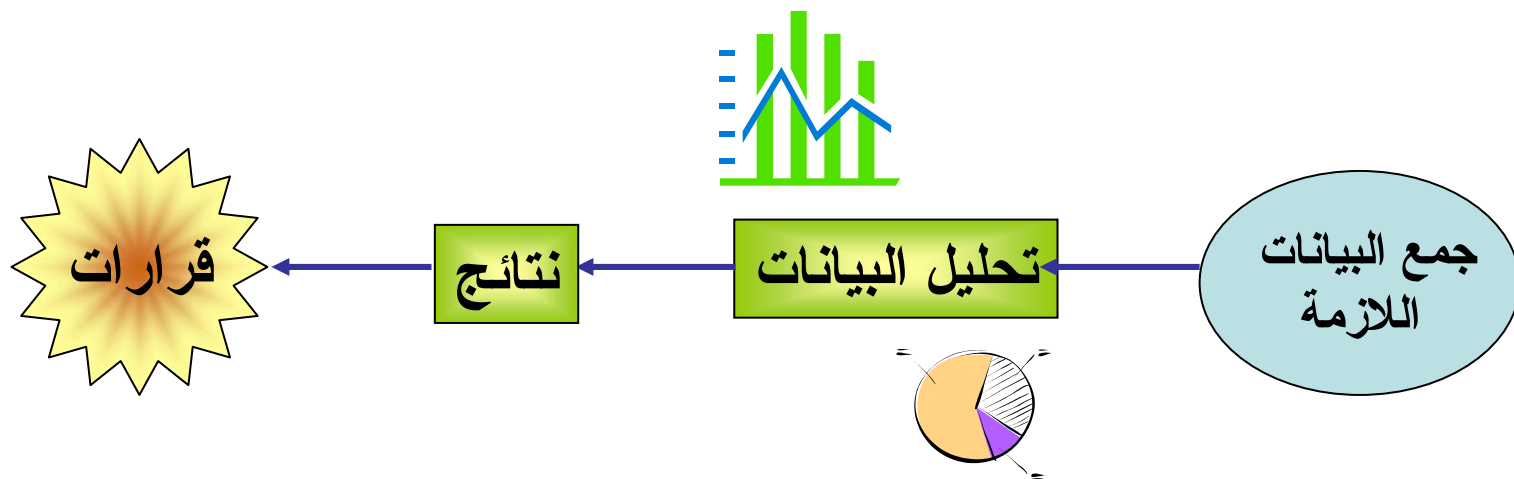 جمع البيانات
اللازمة
تحليل البيانات
نتائج
قرارات